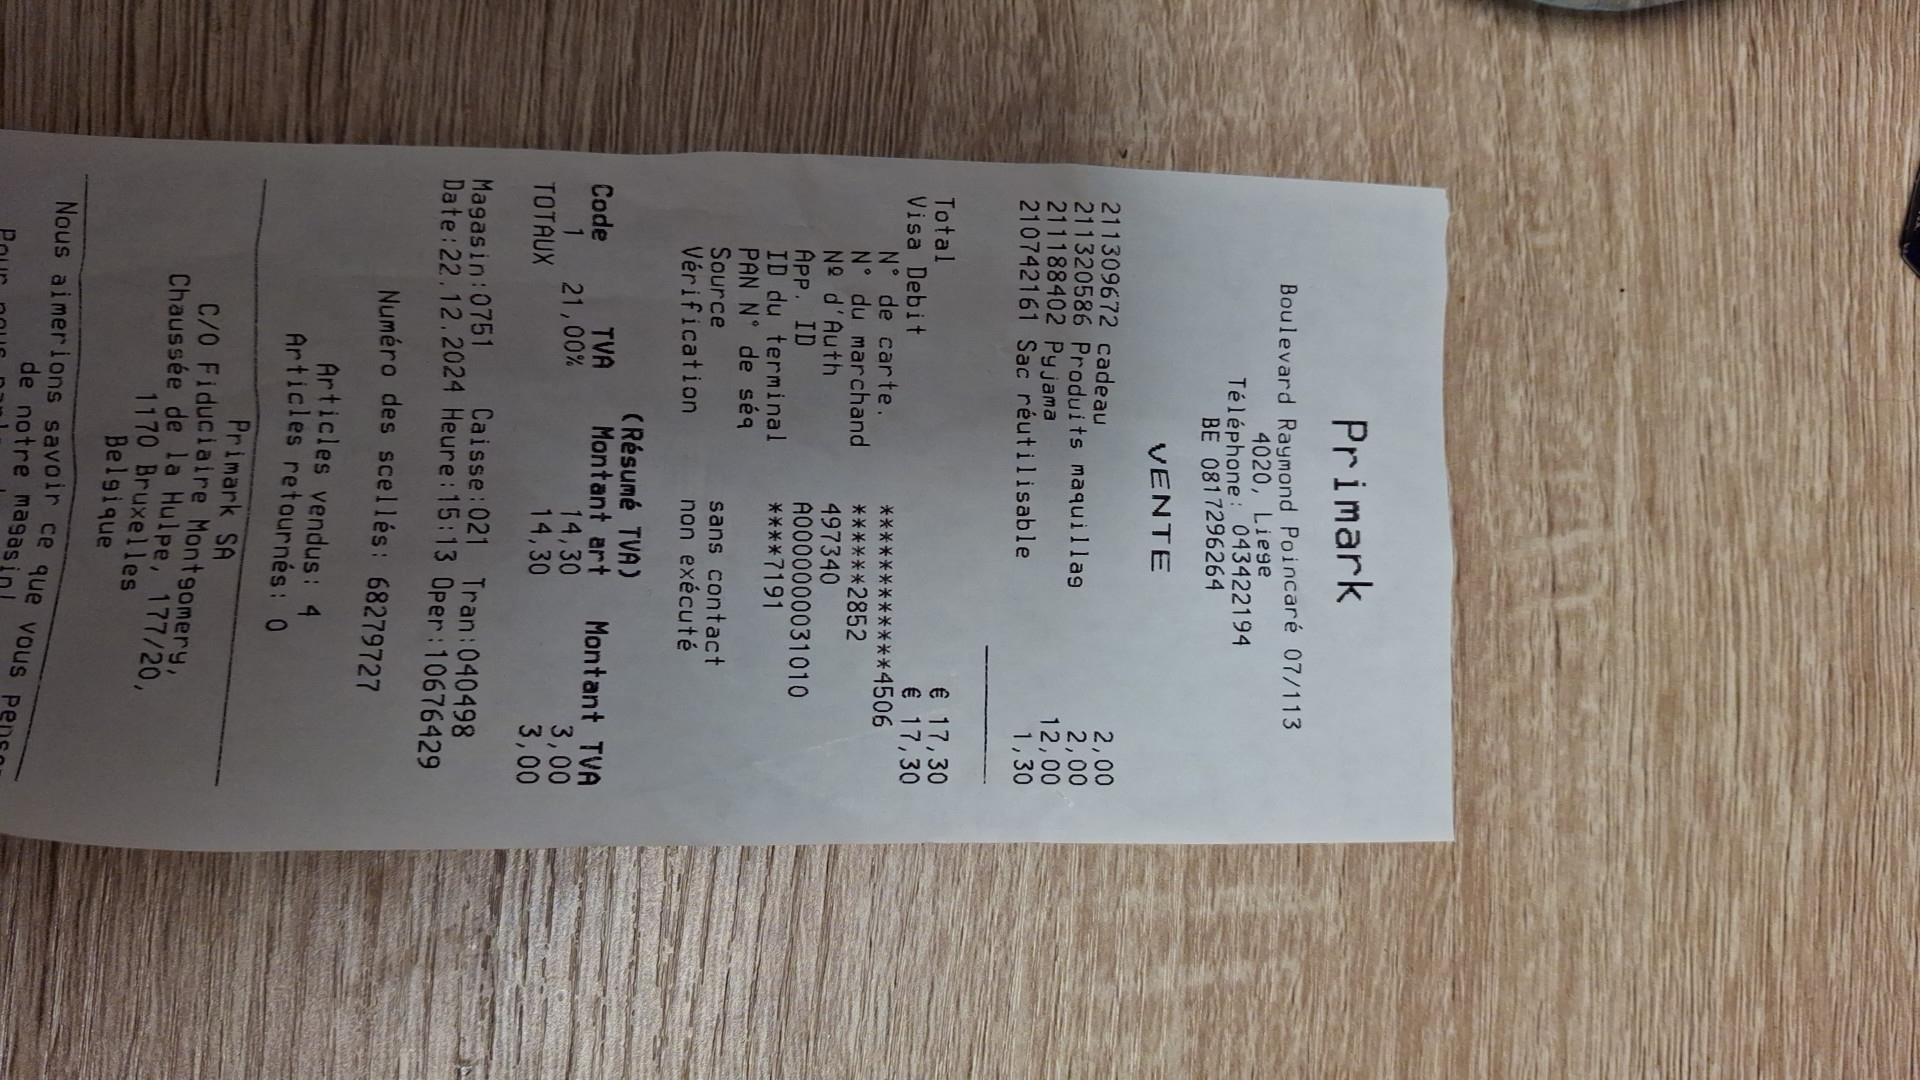 Primark
Boulevard Raymond Poincaré 07/113
4020, Liege
Téléphone: 043422194
BE 0817296264
VENTE
211309672 cadeau 2,00
211320586 Produits maquillag 2,00
211188402 Pyjama 12,00
210742161 Sac réutilisable 1,30
Total € 17,30
Visa Debit € 17,30
N° de carte. ************4506
N° du marchand ******2852
Nº d'Auth 497340
App. ID A0000000031010
ID du terminal ****7191
PAN N° de séq
Source sans contact
Vérification non exécuté
(Résumé TVA)
Code TVA Montant art Montant TVA
1 21,00% 14,30 3,00
TOTAUX 14,30 3,00
Magasin:0751 Caisse:021 Tran:040498
Date:22.12.2024 Heure:15:13 Oper:10676429
Numéro des scellés: 68279727
Articles vendus: 4
Articles retournés: 0
Primark SA
C/O Fiduciaire Montgomery,
Chaussée de la Hulpe, 177/20,
1170 Bruxelles
Belgique
Nous aimerions savoir ce que vous pense
de notre magasin!